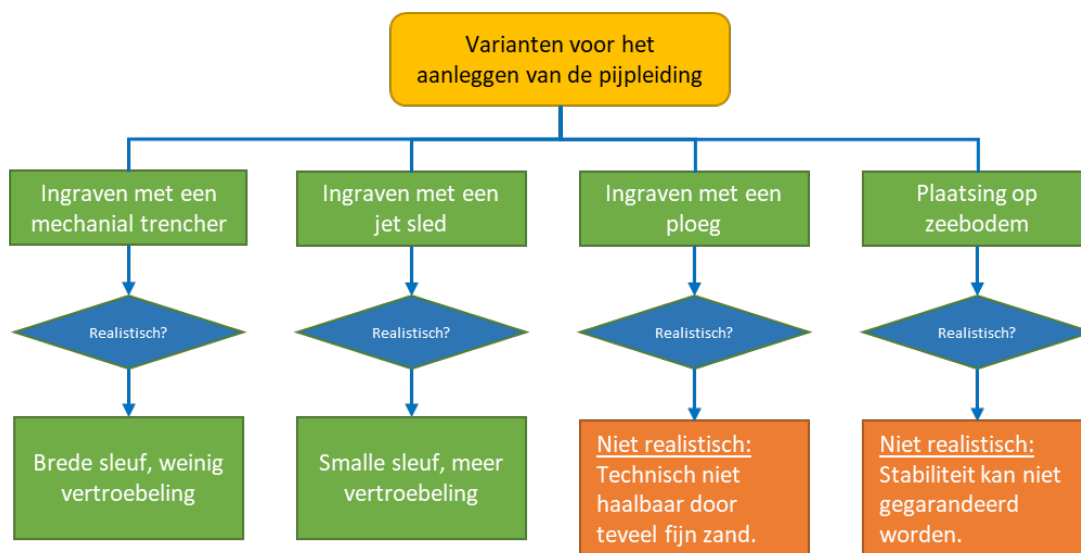 Varianten voor het
aanleggen van de pijpleiding
Ingraven met een
mechanial trencher
Ingraven met een
jet sled
Ingraven met een
ploeg
Plaatsing op
zeebodem
Realistisch?
Realistisch?
Realistisch?
Realistisch?
Brede sleuf, weinig
vertroebeling
Smalle sleuf, meer
vertroebeling
Niet realistisch:
Technisch niet
haalbaar door
teveel fijn zand.
Niet realistisch:
Stabiliteit kan niet
gegarandeerd
worden.